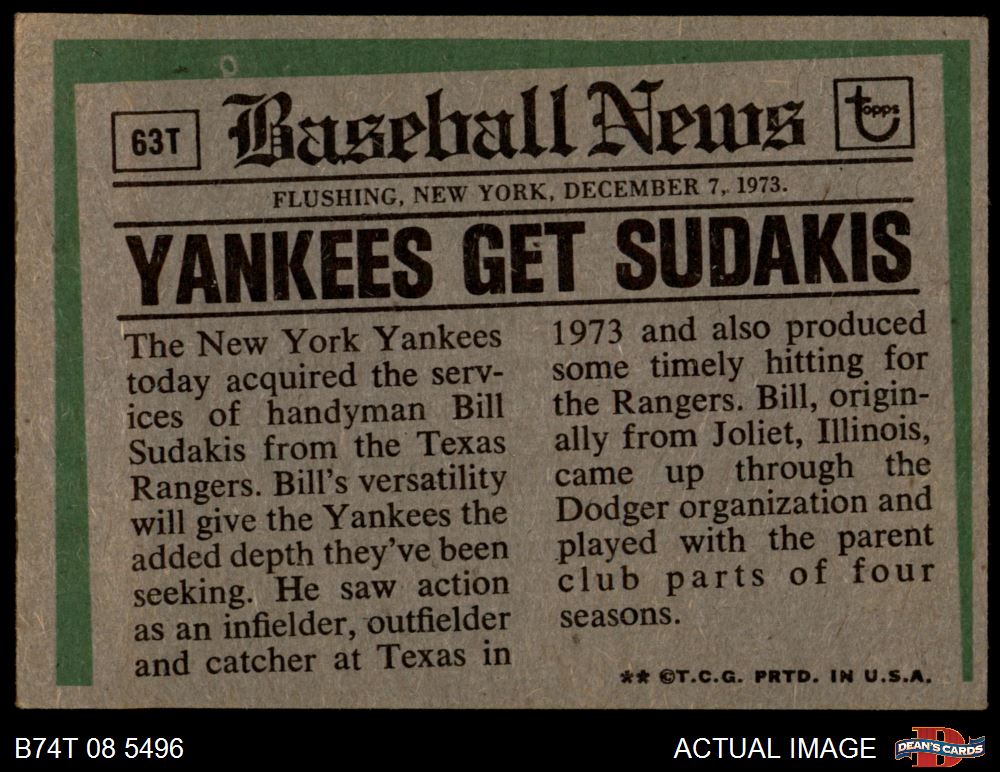 63T
Baseball News
topps
FLUSHING, NEW YORK, DECEMBER 7, 1973.
YANKEES GET SUDAKIS
The New York Yankees
today acquired the serv-
ices of handyman Bill
Sudakis from the Texas
Rangers. Bill's versatility
will give the Yankees the
added depth they've been
seeking. He saw action
as an infielder, outfielder
and catcher at Texas in
1973 and also produced
some timely hitting for
the Rangers. Bill, origin-
ally from Joliet, Illinois,
came up through the
Dodger organization and
played with the parent
club parts of four
seasons.
** ©T.C.G. PRTD. IN U.S.A.
B74T 08 5496
ACTUAL IMAGE
D
DEAN'S CARDS